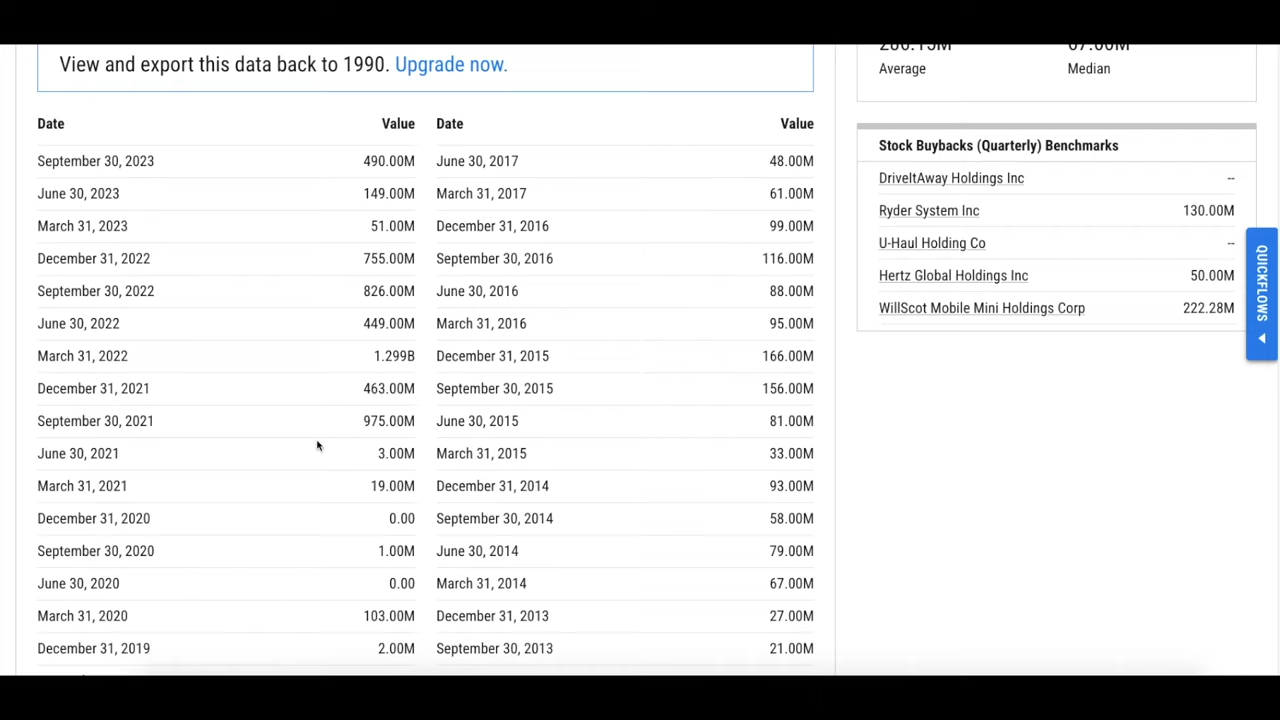 View and export this data back to 1990. Upgrade now.
Date Value Date Value
September 30, 2023 490.00M June 30, 2017 48.00M
June 30, 2023 149.00M March 31, 2017 61.00M
March 31, 2023 51.00M December 31, 2016 99.00M
December 31, 2022 755.00M September 30, 2016 116.00M
September 30, 2022 826.00M June 30, 2016 88.00M
June 30, 2022 449.00M March 31, 2016 95.00M
March 31, 2022 1.299B December 31, 2015 166.00M
December 31, 2021 463.00M September 30, 2015 156.00M
September 30, 2021 975.00M June 30, 2015 81.00M
June 30, 2021 3.00M March 31, 2015 33.00M
March 31, 2021 19.00M December 31, 2014 93.00M
December 31, 2020 0.00 September 30, 2014 58.00M
September 30, 2020 1.00M June 30, 2014 79.00M
June 30, 2020 0.00 March 31, 2014 67.00M
March 31, 2020 103.00M December 31, 2013 27.00M
December 31, 2019 2.00M September 30, 2013 21.00M
Average Median
Stock Buybacks (Quarterly) Benchmarks
DriveItAway Holdings Inc --
Ryder System Inc 130.00M
U-Haul Holding Co --
Hertz Global Holdings Inc 50.00M
WillScot Mobile Mini Holdings Corp 222.28M
QUICKFLOWS